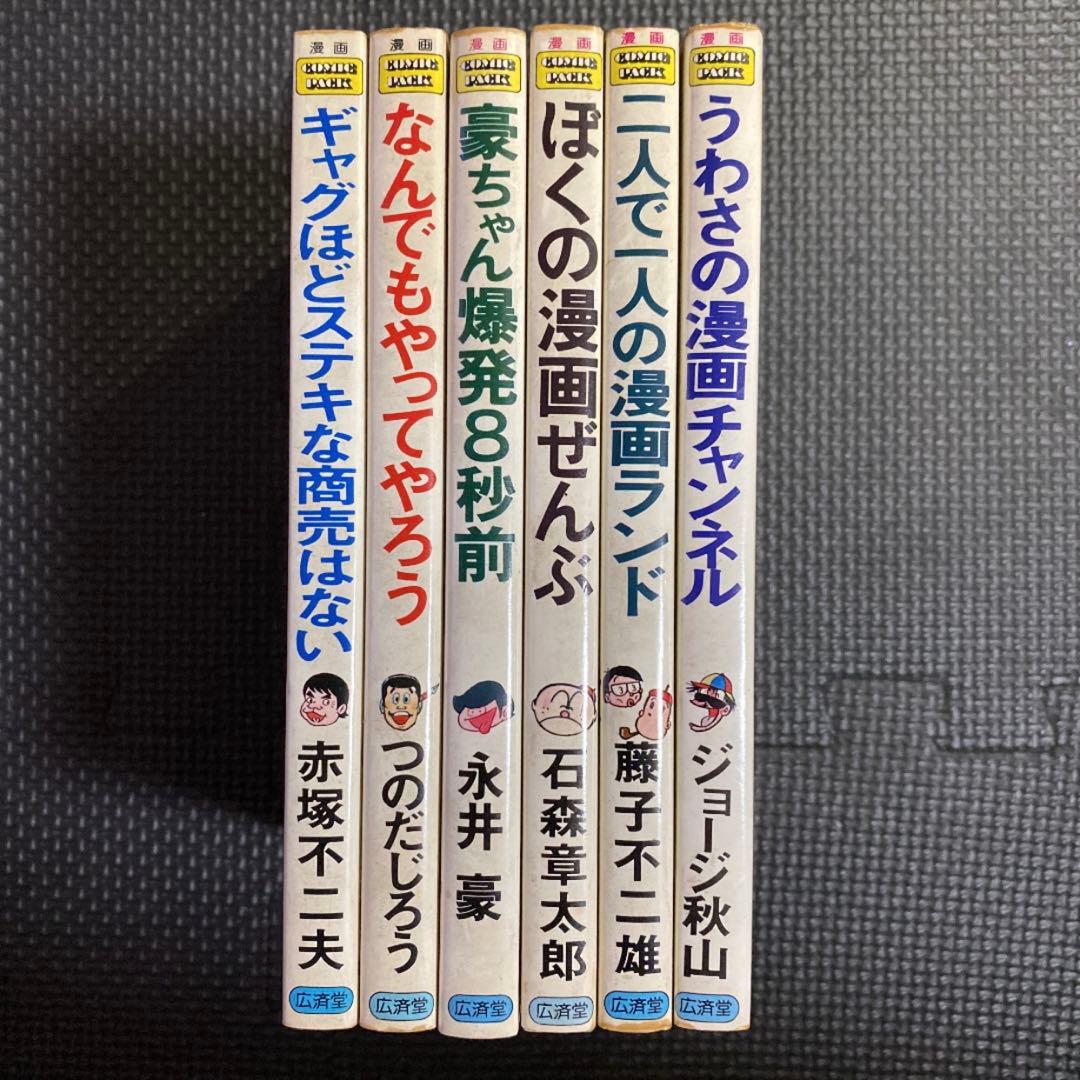 漫画
COMIC
PACK
ギャグほどステキな商売はない
赤塚不二夫
広済堂
漫画
COMIC
PACK
なんでもやってやろう
つのだじろう
広済堂
漫画
COMIC
PACK
豪ちゃん爆発8秒前
永井 豪
広済堂
漫画
COMIC
PACK
ぼくの漫画ぜんぶ
石森章太郎
広済堂
漫画
COMIC
PACK
二人で一人の漫画ランド
藤子不二雄
広済堂
漫画
COMIC
PACK
うわさの漫画チャンネル
ジョージ秋山
広済堂